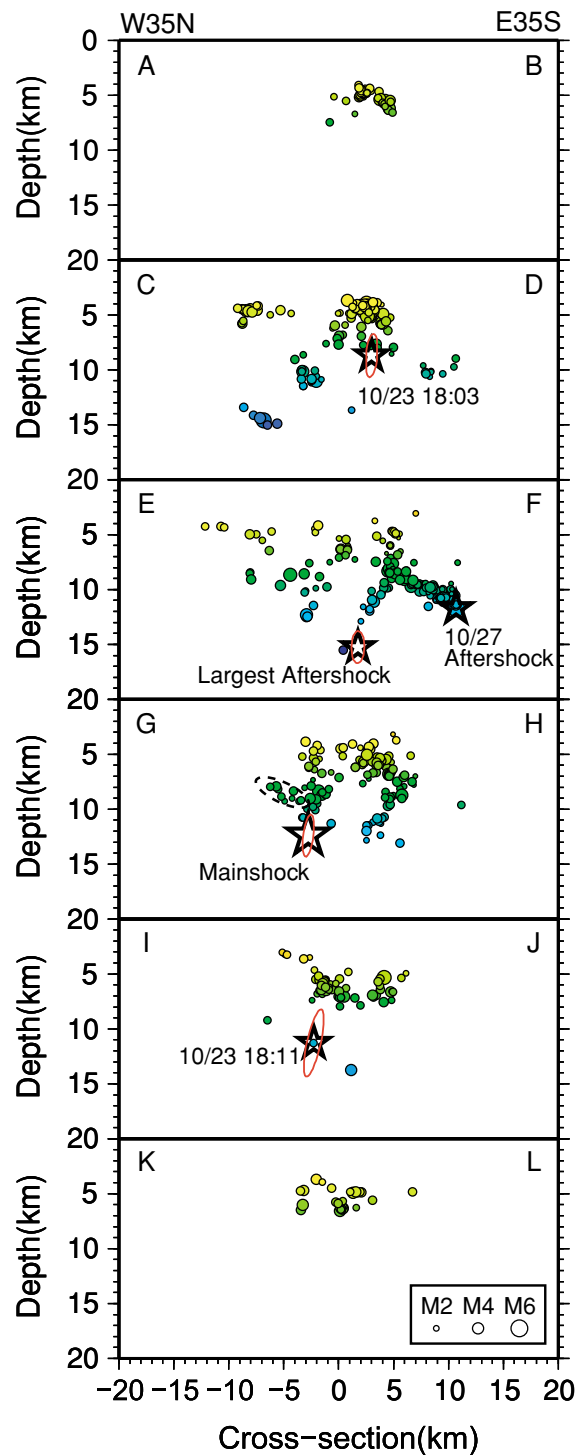 W35N E35S
0
5
10
15
20
Depth(km)
A B
5
10
15
20
Depth(km)
C D
10/23 18:03
5
10
15
20
Depth(km)
E F
10/27
Aftershock
Largest Aftershock
5
10
15
20
Depth(km)
G H
Mainshock
5
10
15
20
Depth(km)
I J
10/23 18:11
5
10
15
20
Depth(km)
K L
M2 M4 M6
−20 −15 −10 −5 0 5 10 15 20
Cross−section(km)